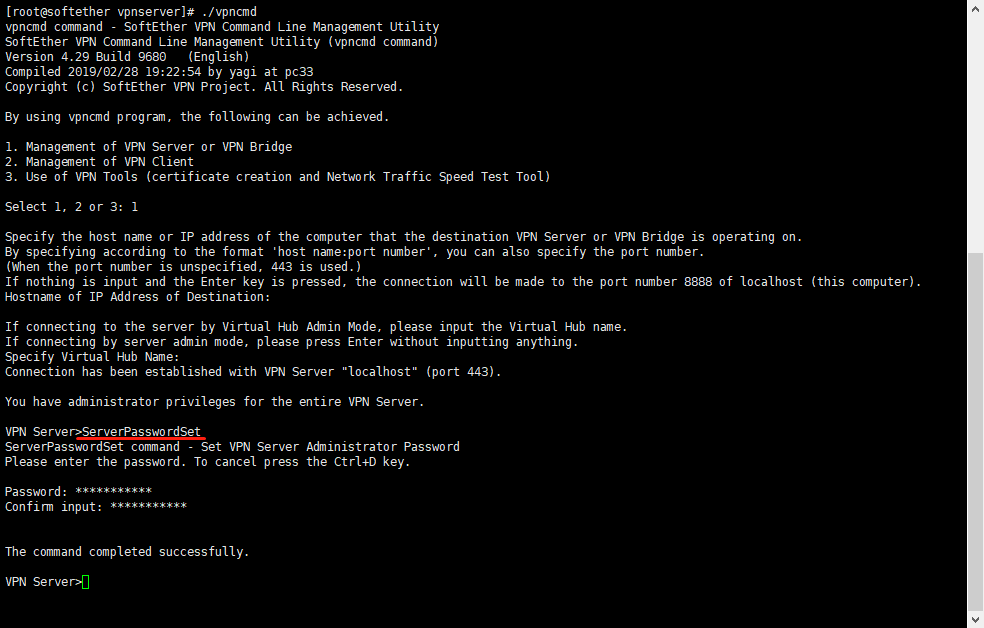 [root@softether vpnserver]# ./vpncmd
vpncmd command - SoftEther VPN Command Line Management Utility
SoftEther VPN Command Line Management Utility (vpncmd command)
Version 4.29 Build 9680   (English)
Compiled 2019/02/28 19:22:54 by yagi at pc33
Copyright (c) SoftEther VPN Project. All Rights Reserved.

By using vpncmd program, the following can be achieved.

1. Management of VPN Server or VPN Bridge
2. Management of VPN Client
3. Use of VPN Tools (certificate creation and Network Traffic Speed Test Tool)

Select 1, 2 or 3: 1

Specify the host name or IP address of the computer that the destination VPN Server or VPN Bridge is operating on.
By specifying according to the format 'host name:port number', you can also specify the port number.
(When the port number is unspecified, 443 is used.)
If nothing is input and the Enter key is pressed, the connection will be made to the port number 8888 of localhost (this computer).
Hostname of IP Address of Destination:

If connecting to the server by Virtual Hub Admin Mode, please input the Virtual Hub name.
If connecting by server admin mode, please press Enter without inputting anything.
Specify Virtual Hub Name:
Connection has been established with VPN Server "localhost" (port 443).

You have administrator privileges for the entire VPN Server.

VPN Server>ServerPasswordSet
ServerPasswordSet command - Set VPN Server Administrator Password
Please enter the password. To cancel press the Ctrl+D key.

Password: ***********
Confirm input: ***********


The command completed successfully.

VPN Server>